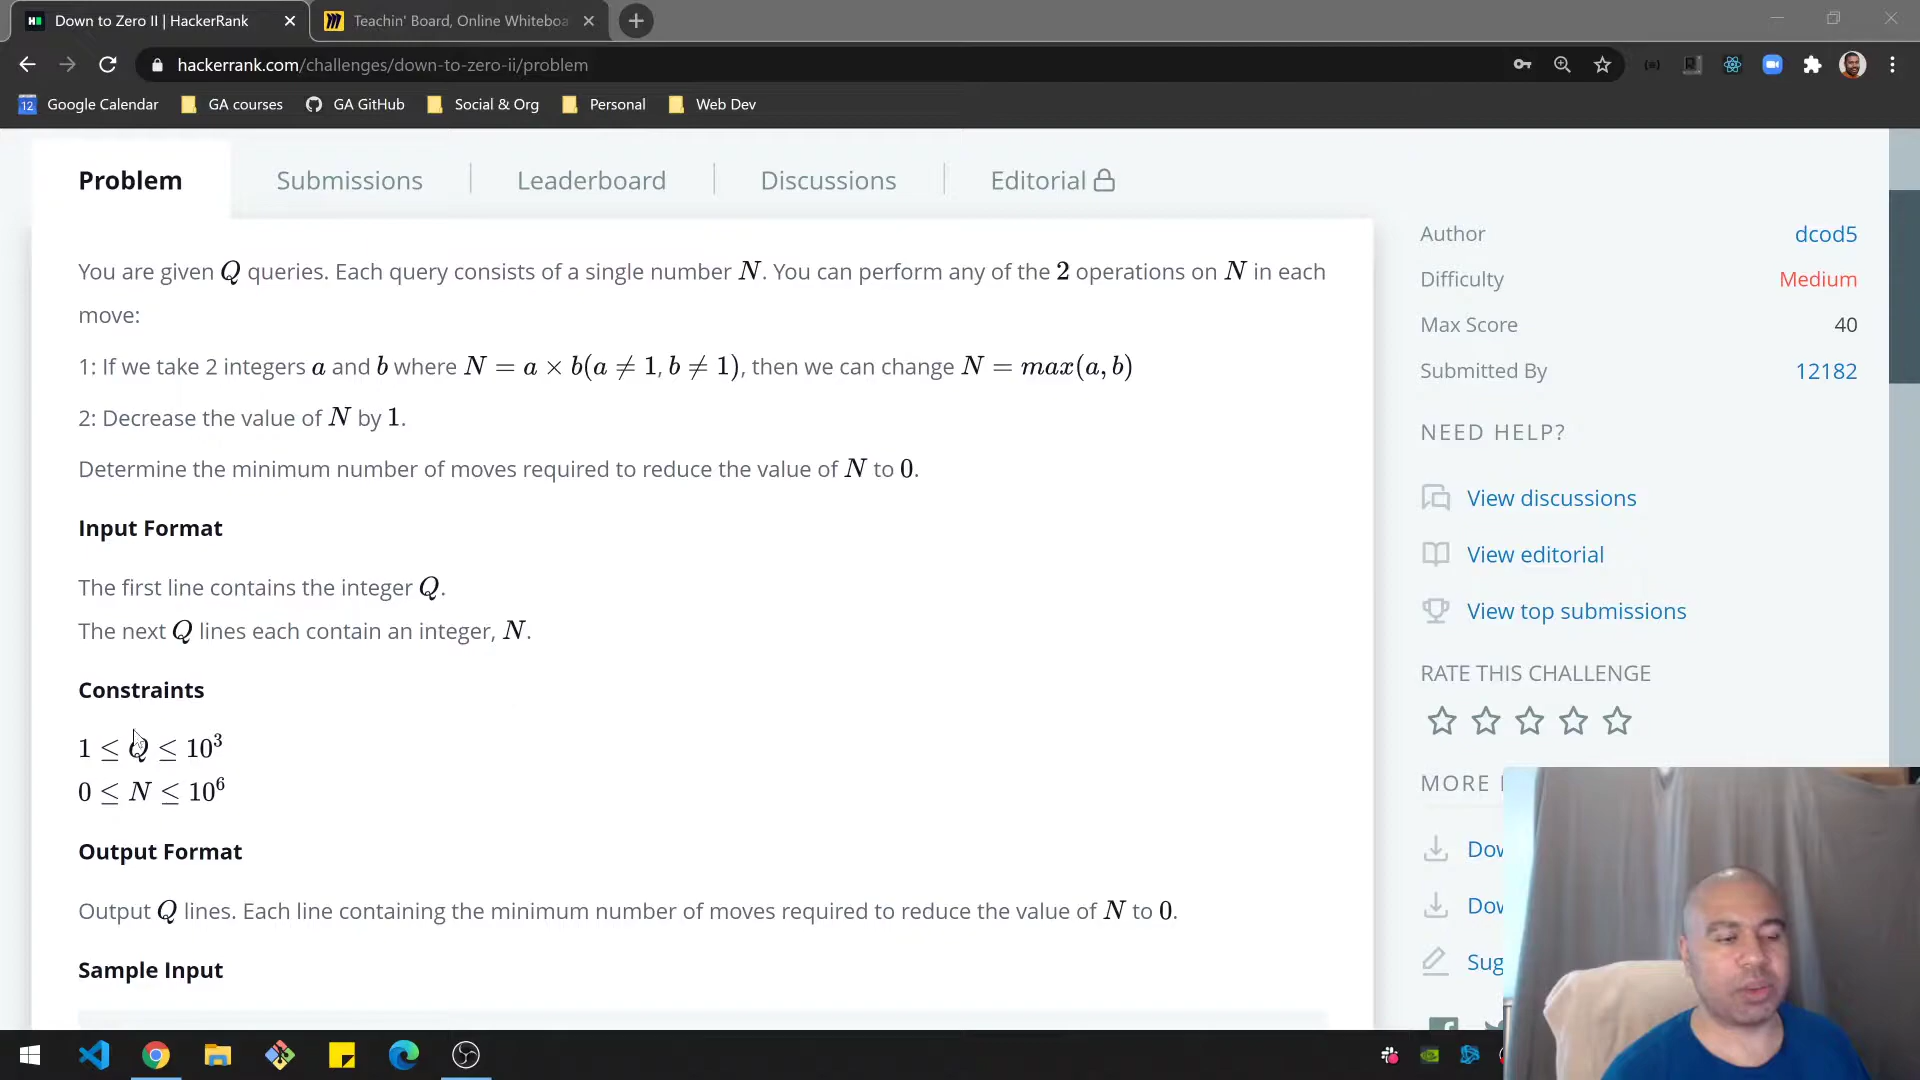 Down to Zero II | HackerRank
Teachin' Board, Online Whiteboa
hackerrank.com/challenges/down-to-zero-ii/problem
12 Google Calendar GA courses GA GitHub Social & Org Personal Web Dev
Problem Submissions Leaderboard Discussions Editorial
You are given Q queries. Each query consists of a single number N. You can perform any of the 2 operations on N in each
move:
1: If we take 2 integers a and b where N = a × b(a ≠ 1, b ≠ 1), then we can change N = max(a, b)
2: Decrease the value of N by 1.
Determine the minimum number of moves required to reduce the value of N to 0.
Input Format
The first line contains the integer Q.
The next Q lines each contain an integer, N.
Constraints
1 ≤ Q ≤ 10³
0 ≤ N ≤ 10⁶
Output Format
Output Q lines. Each line containing the minimum number of moves required to reduce the value of N to 0.
Sample Input
Author dcod5
Difficulty Medium
Max Score 40
Submitted By 12182
NEED HELP?
View discussions
View editorial
View top submissions
RATE THIS CHALLENGE
MORE
Dow
Dow
Sug